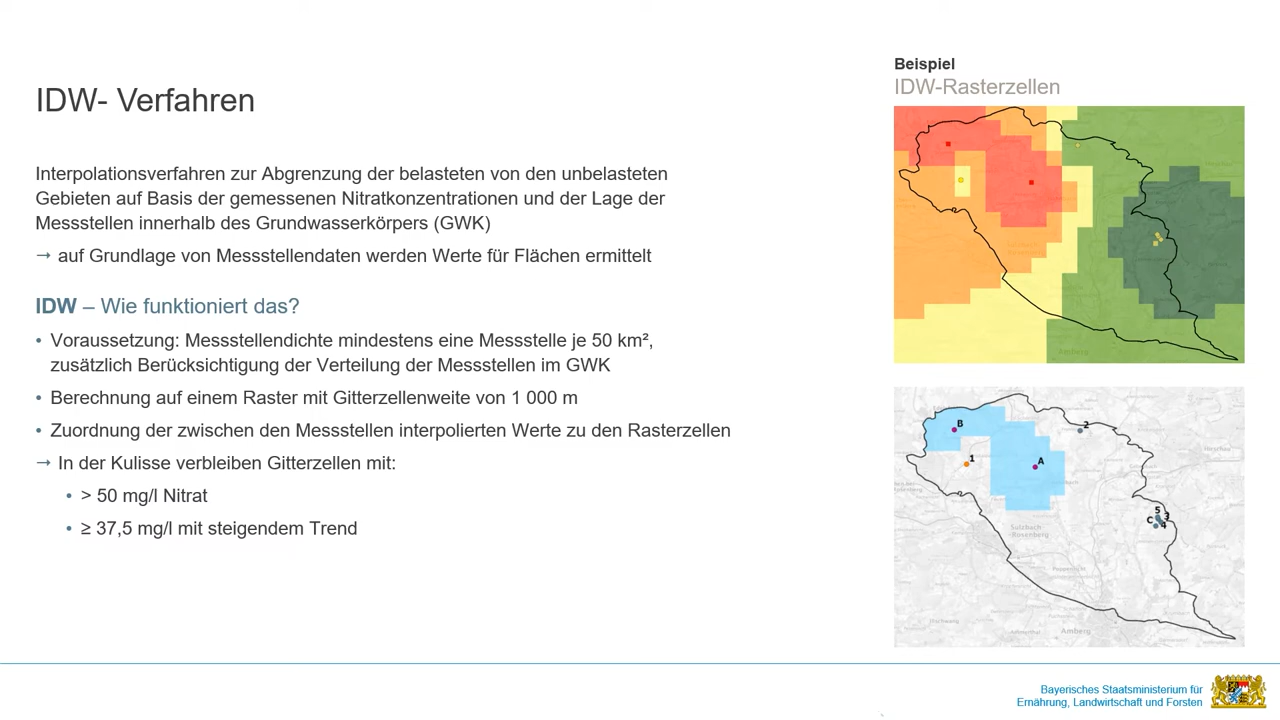 IDW- Verfahren
Interpolationsverfahren zur Abgrenzung der belasteten von den unbelasteten
Gebieten auf Basis der gemessenen Nitratkonzentrationen und der Lage der
Messstellen innerhalb des Grundwasserkörpers (GWK)
→ auf Grundlage von Messstellendaten werden Werte für Flächen ermittelt
IDW – Wie funktioniert das?
• Voraussetzung: Messstellendichte mindestens eine Messstelle je 50 km²,
zusätzlich Berücksichtigung der Verteilung der Messstellen im GWK
• Berechnung auf einem Raster mit Gitterzellenweite von 1 000 m
• Zuordnung der zwischen den Messstellen interpolierten Werte zu den Rasterzellen
→ In der Kulisse verbleiben Gitterzellen mit:
• > 50 mg/l Nitrat
• ≥ 37,5 mg/l mit steigendem Trend
Beispiel
IDW-Rasterzellen
B
2
1
A
5
3
C
4
Sulzbach-
Rosenberg
Amberg
Bayerisches Staatsministerium für
Ernährung, Landwirtschaft und Forsten